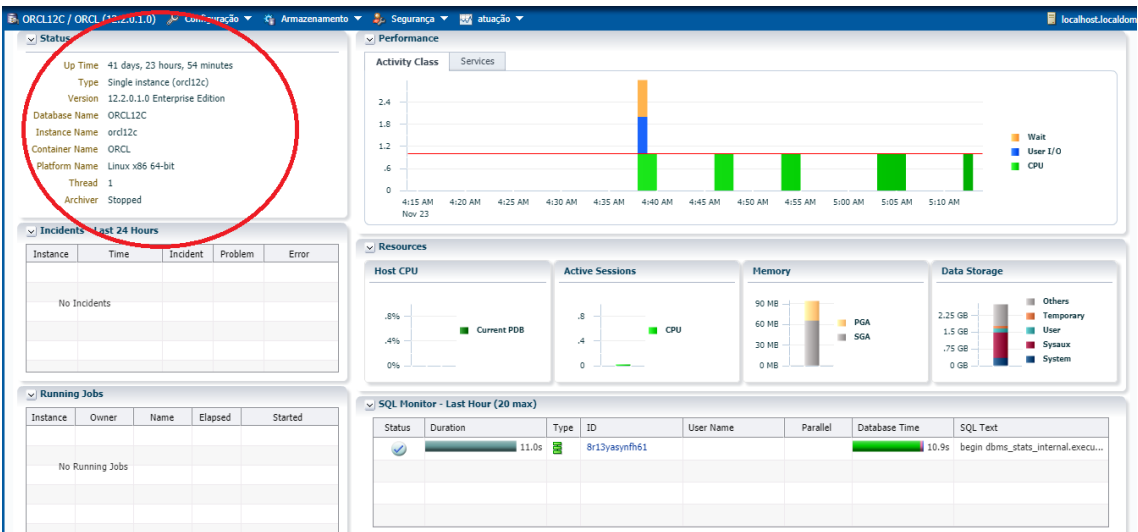 ORCL12C / ORCL (12.2.0.1.0) Configuração Armazenamento Segurança atuação localhost.localdom
Status
Up Time 41 days, 23 hours, 54 minutes
Type Single instance (orcl12c)
Version 12.2.0.1.0 Enterprise Edition
Database Name ORCL12C
Instance Name orcl12c
Container Name ORCL
Platform Name Linux x86 64-bit
Thread 1
Archiver Stopped
Incidents - Last 24 Hours
Instance Time Incident Problem Error
No Incidents
Running Jobs
Instance Owner Name Elapsed Started
No Running Jobs
Performance
Activity Class Services
2.4
1.8
1.2
.6
0
4:15 AM 4:20 AM 4:25 AM 4:30 AM 4:35 AM 4:40 AM 4:45 AM 4:50 AM 4:55 AM 5:00 AM 5:05 AM 5:10 AM
Nov 23
Wait
User I/O
CPU
Resources
Host CPU
.8%
.4%
0%
Current PDB
Active Sessions
.8
.4
0
CPU
Memory
90 MB
60 MB
30 MB
0 MB
PGA
SGA
Data Storage
2.25 GB
1.5 GB
.75 GB
0 GB
Others
Temporary
User
Sysaux
System
SQL Monitor - Last Hour (20 max)
Status Duration Type ID User Name Parallel Database Time SQL Text
11.0s 8r13yasynfh61 10.9s begin dbms_stats_internal.execu...